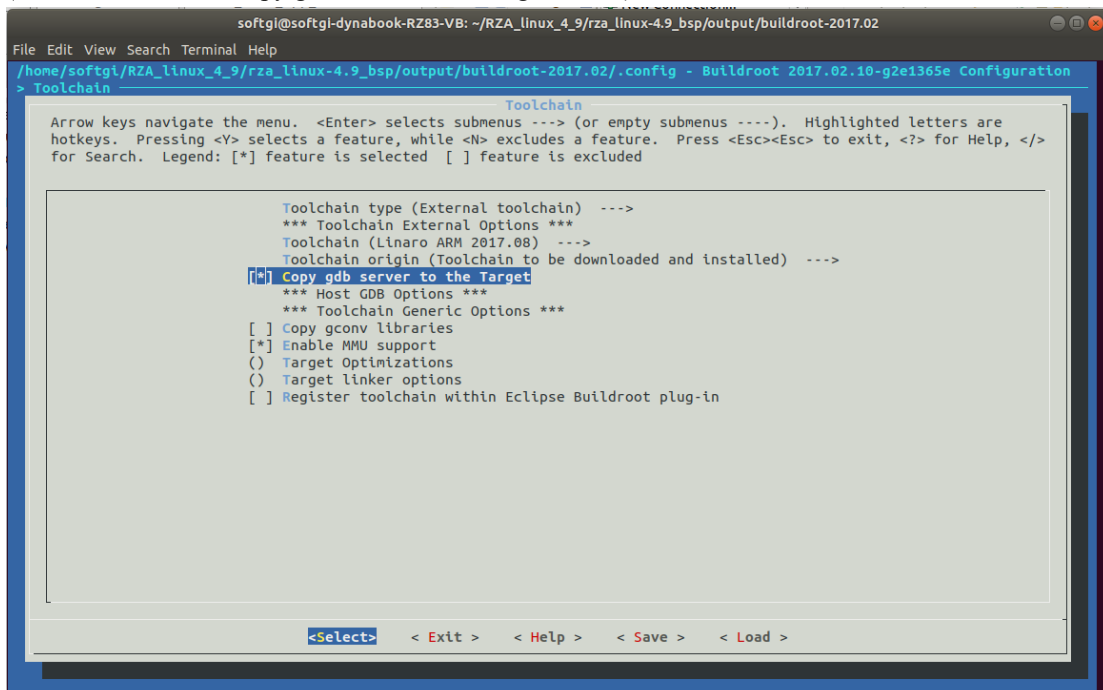 softgi@softgi-dynabook-RZ83-VB: ~/RZA_linux_4_9/rza_linux-4.9_bsp/output/buildroot-2017.02
File Edit View Search Terminal Help
/home/softgi/RZA_linux_4_9/rza_linux-4.9_bsp/output/buildroot-2017.02/.config - Buildroot 2017.02.10-g2e1365e Configuration
> Toolchain
Toolchain
Arrow keys navigate the menu.  <Enter> selects submenus ---> (or empty submenus ----).  Highlighted letters are
hotkeys.  Pressing <Y> selects a feature, while <N> excludes a feature.  Press <Esc><Esc> to exit, <?> for Help, </>
for Search.  Legend: [*] feature is selected  [ ] feature is excluded
Toolchain type (External toolchain)  --->
*** Toolchain External Options ***
Toolchain (Linaro ARM 2017.08)  --->
Toolchain origin (Toolchain to be downloaded and installed)  --->
[*] Copy gdb server to the Target
*** Host GDB Options ***
*** Toolchain Generic Options ***
[ ] Copy gconv libraries
[*] Enable MMU support
() Target Optimizations
() Target linker options
[ ] Register toolchain within Eclipse Buildroot plug-in
<Select>    < Exit >    < Help >    < Save >    < Load >